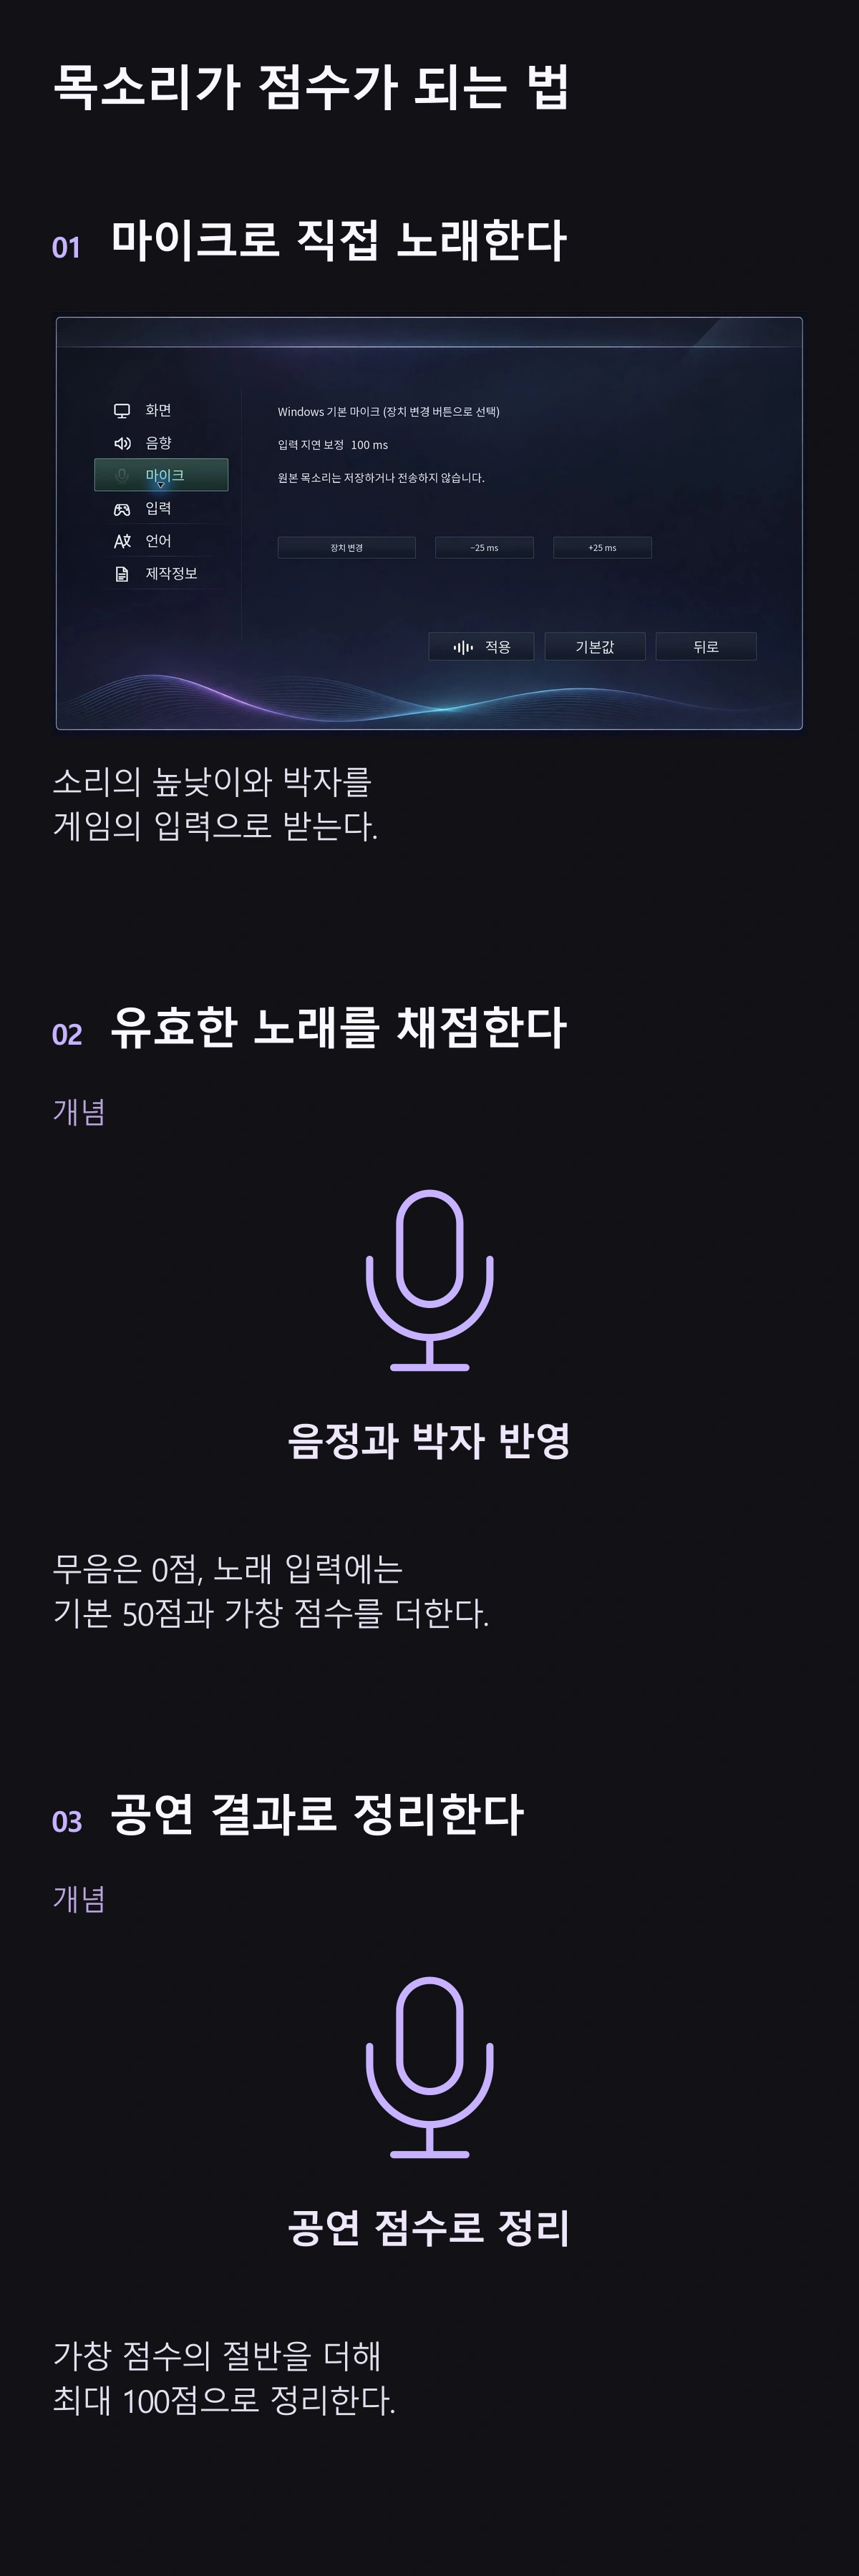 목소리가 점수가 되는 법
01 마이크로 직접 노래한다
화면
음향
마이크
입력
언어
제작정보
Windows 기본 마이크 (장치 변경 버튼으로 선택)
입력 지연 보정 100 ms
원본 목소리는 저장하거나 전송하지 않습니다.
장치 변경
−25 ms
+25 ms
적용
기본값
뒤로
소리의 높낮이와 박자를
게임의 입력으로 받는다.
02 유효한 노래를 채점한다
개념
음정과 박자 반영
무음은 0점, 노래 입력에는
기본 50점과 가창 점수를 더한다.
03 공연 결과로 정리한다
개념
공연 점수로 정리
가창 점수의 절반을 더해
최대 100점으로 정리한다.